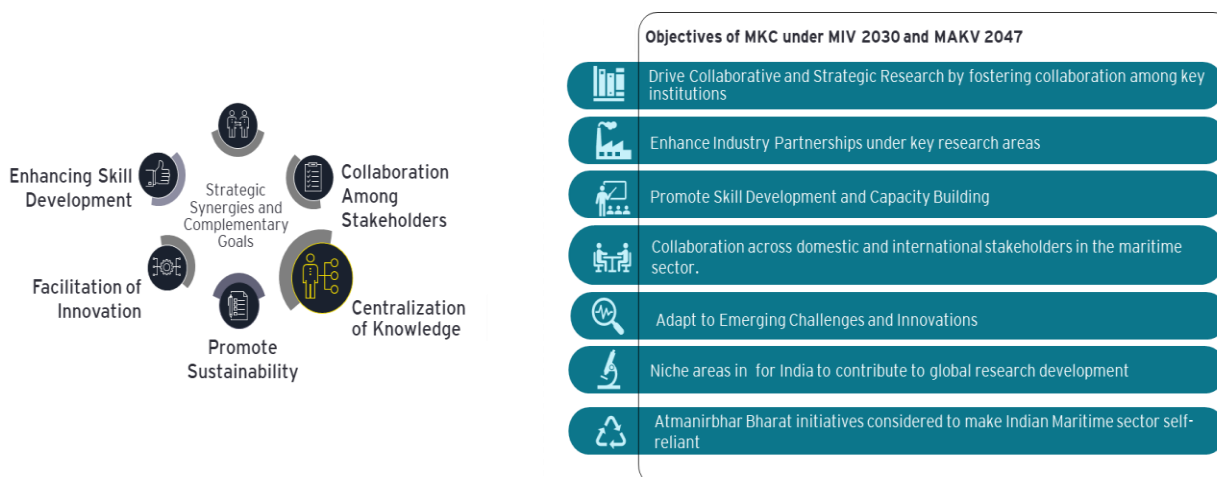 Enhancing Skill
Development
Strategic
Synergies and
Complementary
Goals
Collaboration
Among
Stakeholders
Facilitation of
Innovation
Centralization
of Knowledge
Promote
Sustainability
Objectives of MKC under MIV 2030 and MAKV 2047
Drive Collaborative and Strategic Research by fostering collaboration among key
institutions
Enhance Industry Partnerships under key research areas
Promote Skill Development and Capacity Building
Collaboration across domestic and international stakeholders in the maritime
sector.
Adapt to Emerging Challenges and Innovations
Niche areas in for India to contribute to global research development
Atmanirbhar Bharat initiatives considered to make Indian Maritime sector self-
reliant